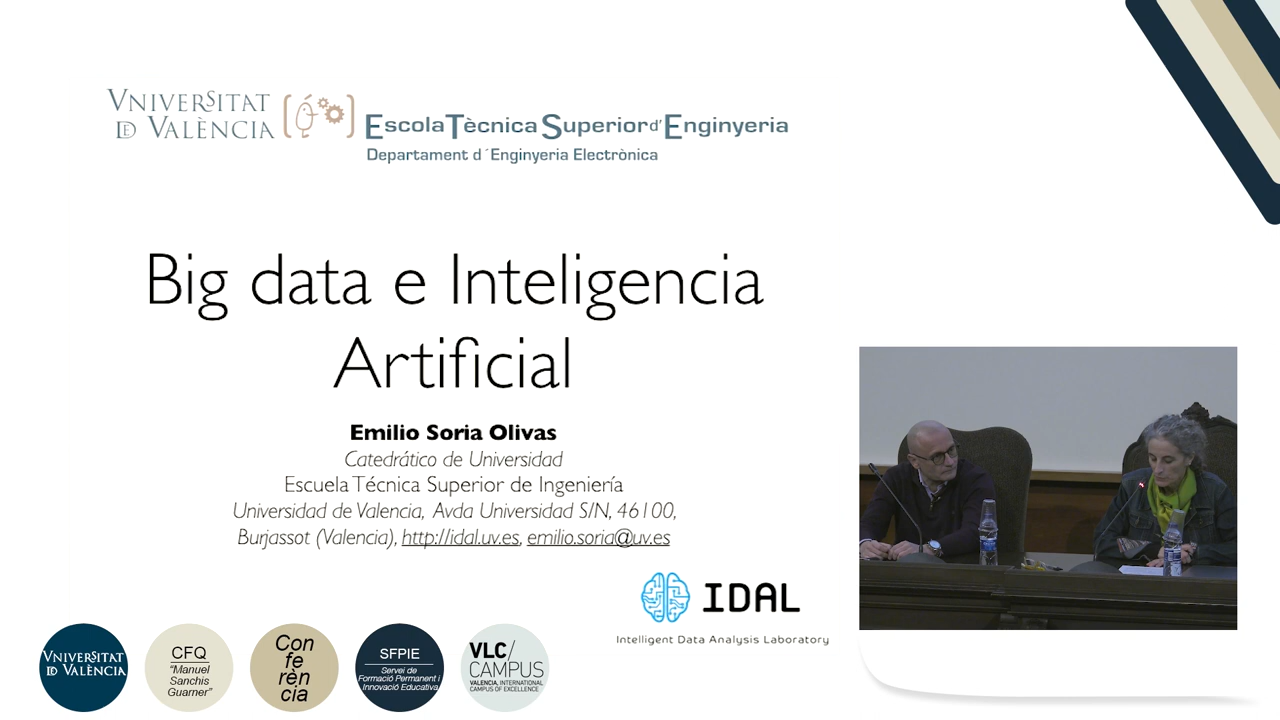 VNIVERSITAT
DE VALÈNCIA
EscolaTècnicaSuperiord'Enginyeria
Departament d´Enginyeria Electrònica
Big data e Inteligencia
Artificial
Emilio Soria Olivas
Catedrático de Universidad
Escuela Técnica Superior de Ingeniería
Universidad de Valencia, Avda Universidad S/N, 46100,
Burjassot (Valencia), http://idal.uv.es, emilio.soria@uv.es
IDAL
Intelligent Data Analysis Laboratory
VNIVERSITAT
DE VALÈNCIA
CFQ
"Manuel
Sanchis
Guarner"
Con
fe
rèn
cia
SFPIE
Servei de
Formació Permanent i
Innovació Educativa
VLC/
CAMPUS
VALENCIA, INTERNATIONAL
CAMPUS OF EXCELLENCE